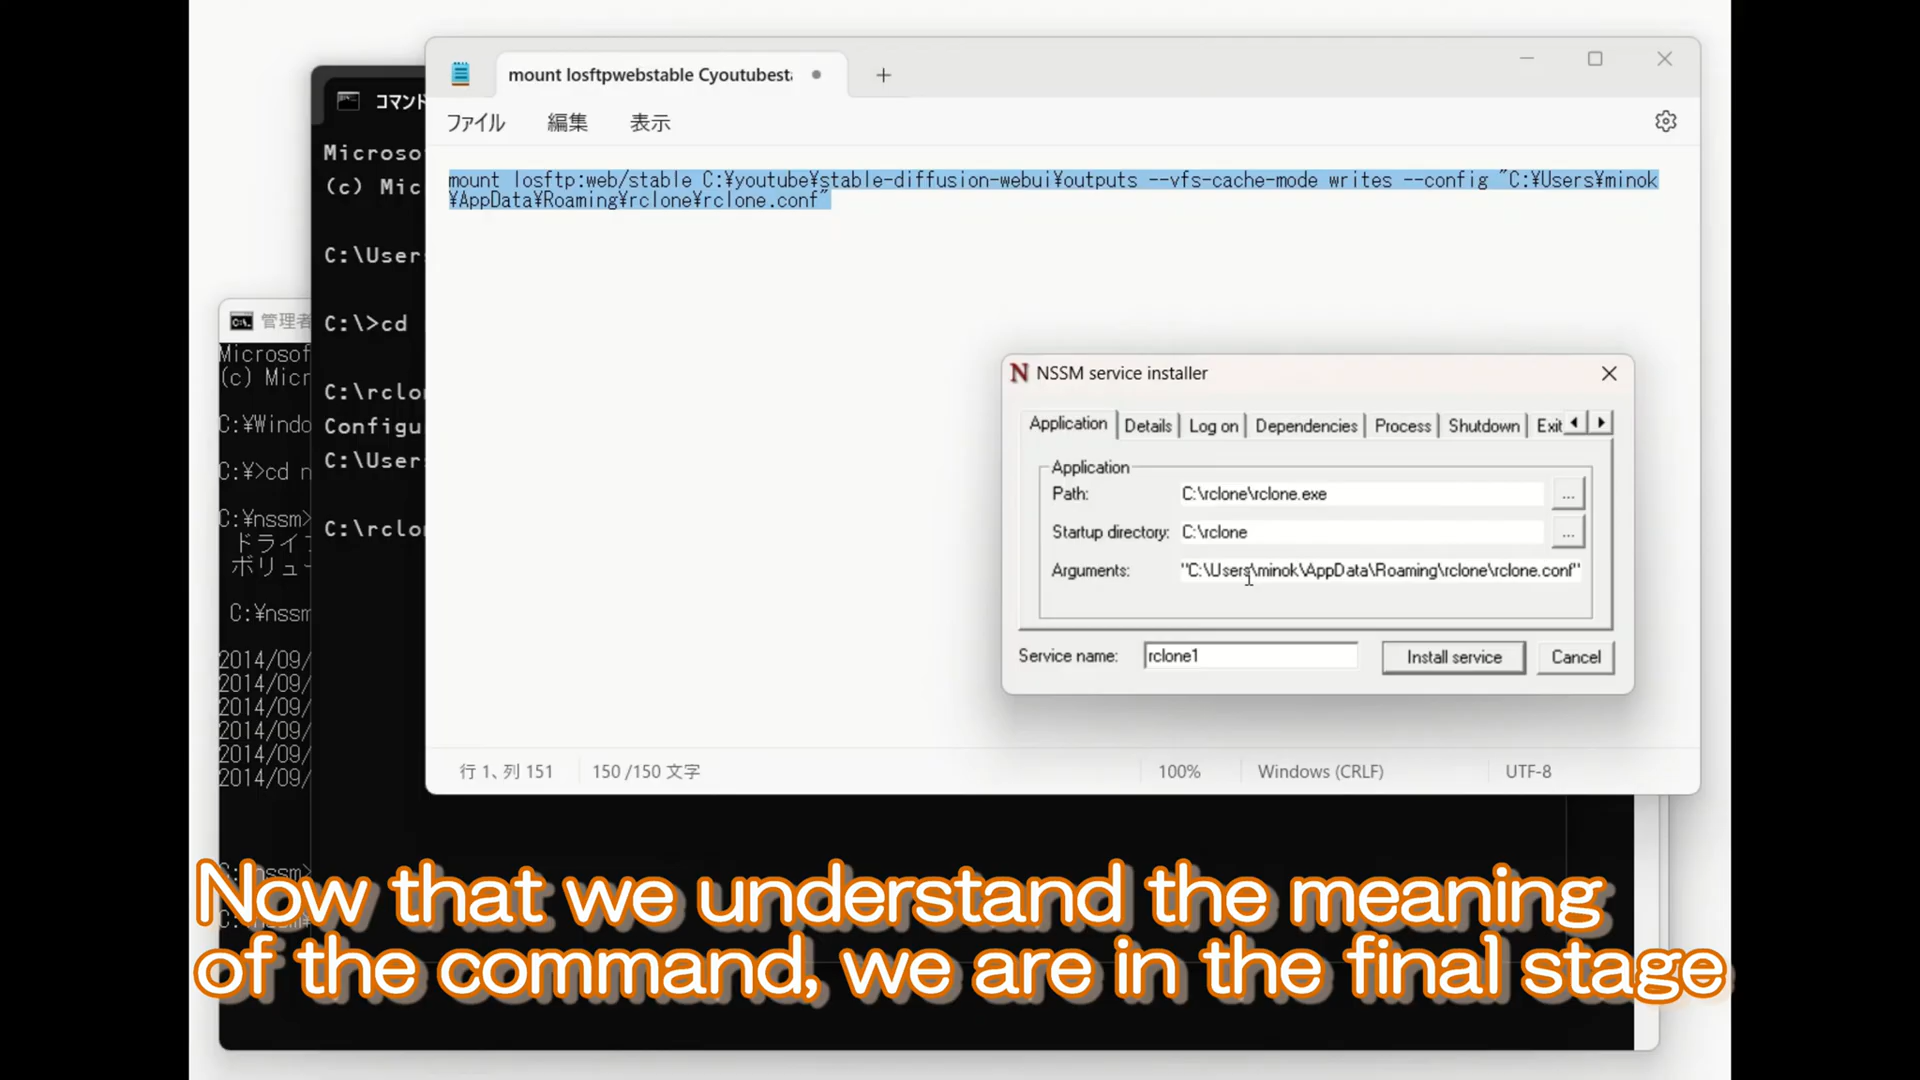 mount losftpwebstable Cyoutubesta
ファイル 編集 表示
mount losftp:web/stable C:¥youtube¥stable-diffusion-webui¥outputs --vfs-cache-mode writes --config "C:¥Users¥minok
¥AppData¥Roaming¥rclone¥rclone.conf"
コマンド
Microso
(c) Mic
C:\User
C:\>cd
C:\rclo
Configu
C:\User
C:\rclo
管理者
Microsof
(c) Micr
C:¥Windo
C:¥>cd n
C:¥nssm>
ドライブ
ボリュー
C:¥nssm
2014/09/
2014/09/
2014/09/
2014/09/
2014/09/
2014/09/
C:¥nssm>
NSSM service installer
Application Details Log on Dependencies Process Shutdown Exit
Application
Path: C:\rclone\rclone.exe ...
Startup directory: C:\rclone ...
Arguments: "C:\Users\minok\AppData\Roaming\rclone\rclone.conf"
Service name: rclone1 Install service Cancel
行 1、列 151 150 /150 文字 100% Windows (CRLF) UTF-8
Now that we understand the meaning
of the command, we are in the final stage